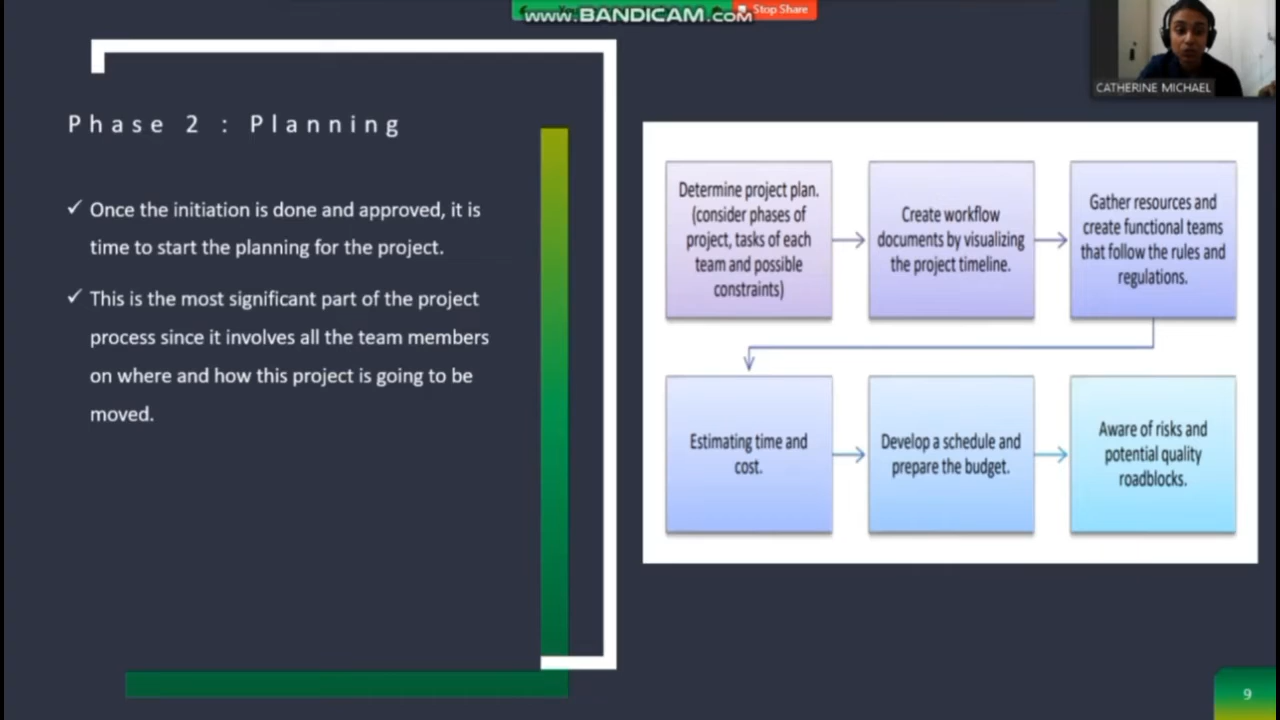 www.BANDICAM.com
Stop Share
CATHERINE MICHAEL
Phase 2 : Planning
✓ Once the initiation is done and approved, it is
time to start the planning for the project.
✓ This is the most significant part of the project
process since it involves all the team members
on where and how this project is going to be
moved.
Determine project plan.
(consider phases of
project, tasks of each
team and possible
constraints)
Create workflow
documents by visualizing
the project timeline.
Gather resources and
create functional teams
that follow the rules and
regulations.
Estimating time and
cost.
Develop a schedule and
prepare the budget.
Aware of risks and
potential quality
roadblocks.
9